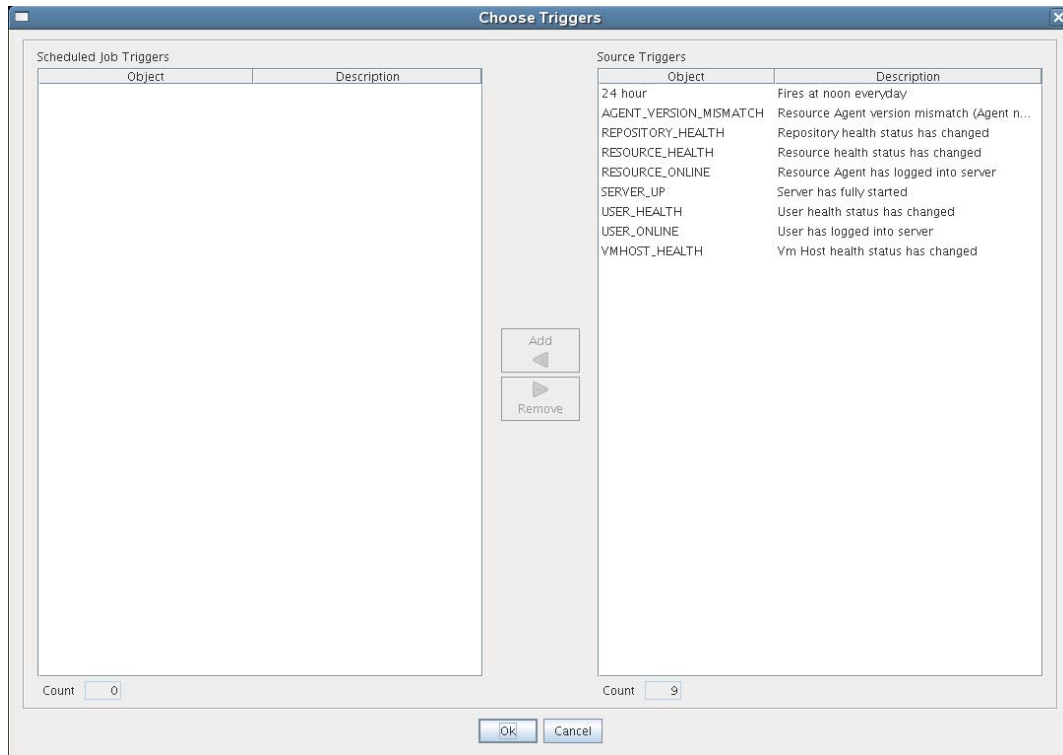 Choose Triggers
Scheduled Job Triggers
Object Description
Count 0
Add
Remove
Source Triggers
Object Description
24 hour Fires at noon everyday
AGENT_VERSION_MISMATCH Resource Agent version mismatch (Agent n...
REPOSITORY_HEALTH Repository health status has changed
RESOURCE_HEALTH Resource health status has changed
RESOURCE_ONLINE Resource Agent has logged into server
SERVER_UP Server has fully started
USER_HEALTH User health status has changed
USER_ONLINE User has logged into server
VMHOST_HEALTH Vm Host health status has changed
Count 9
Ok Cancel